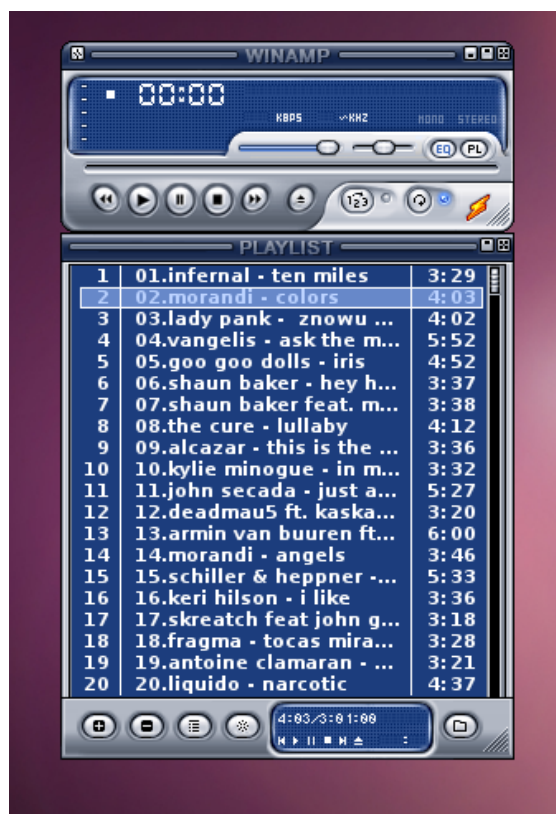 WINAMP
00:00
KBPS KHZ MONO STEREO
EQ PL
123
PLAYLIST
1 01.infernal - ten miles 3:29
2 02.morandi - colors 4:03
3 03.lady pank - znowu ... 4:02
4 04.vangelis - ask the m... 5:52
5 05.goo goo dolls - iris 4:52
6 06.shaun baker - hey h... 3:37
7 07.shaun baker feat. m... 3:38
8 08.the cure - lullaby 4:12
9 09.alcazar - this is the ... 3:36
10 10.kylie minogue - in m... 3:32
11 11.john secada - just a... 5:27
12 12.deadmau5 ft. kaska... 3:20
13 13.armin van buuren ft... 6:00
14 14.morandi - angels 3:46
15 15.schiller & heppner -... 5:33
16 16.keri hilson - i like 3:36
17 17.skreatch feat john g... 3:18
18 18.fragma - tocas mira... 3:28
19 19.antoine clamaran - ... 3:21
20 20.liquido - narcotic 4:37
4:03/3:01:00
: